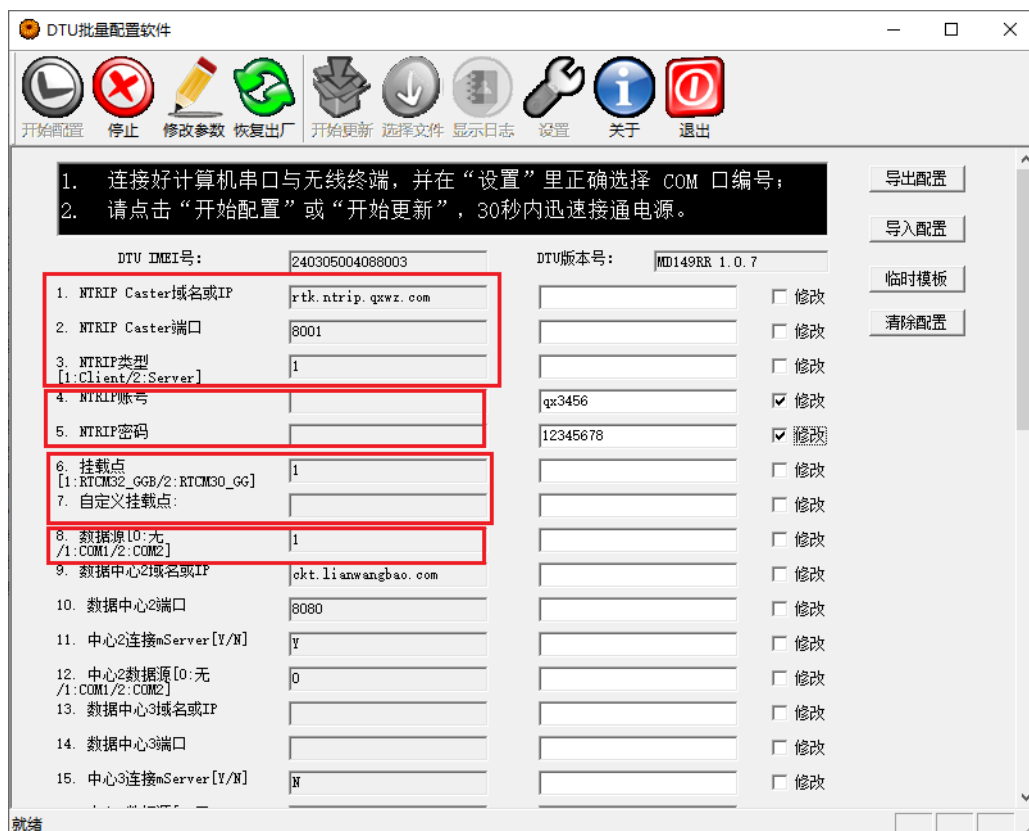 DTU批量配置软件
开始配置 停止 修改参数 恢复出厂 开始更新 选择文件 显示日志 设置 关于 退出
1. 连接好计算机串口与无线终端，并在“设置”里正确选择 COM 口编号；
2. 请点击“开始配置”或“开始更新”，30秒内迅速接通电源。
导出配置
导入配置
临时模板
清除配置
DTU IMEI号: 240305004088003 DTU版本号: MD149RR 1.0.7
1. NTRIP Caster域名或IP rtk.ntrip.qxwz.com 修改
2. NTRIP Caster端口 8001 修改
3. NTRIP类型
[1:Client/2:Server] 1 修改
4. NTRIP账号 qx3456 修改
5. NTRIP密码 12345678 修改
6. 挂载点
[1:RTCM32_GGB/2:RTCM30_GG] 1 修改
7. 自定义挂载点: 修改
8. 数据源[0:无
/1:COM1/2:COM2] 1 修改
9. 数据中心2域名或IP ckt.lianwangbao.com 修改
10. 数据中心2端口 8080 修改
11. 中心2连接mServer[Y/N] Y 修改
12. 中心2数据源[0:无
/1:COM1/2:COM2] 0 修改
13. 数据中心3域名或IP 修改
14. 数据中心3端口 修改
15. 中心3连接mServer[Y/N] N 修改
就绪